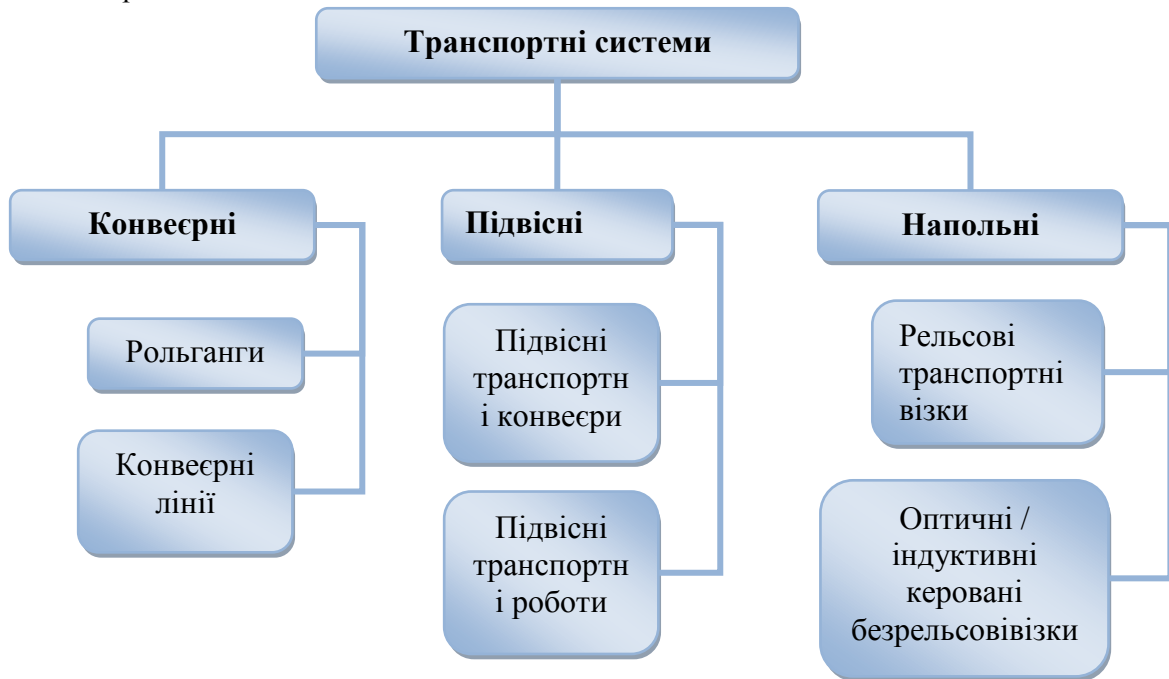 Транспортні системи
Конвеєрні
Підвісні
Напольні
Рольганги
Конвеєрні
лінії
Підвісні
транспортн
і конвеєри
Підвісні
транспортн
і роботи
Рельсові
транспортні
візки
Оптичні /
індуктивні
керовані
безрельсовівізки